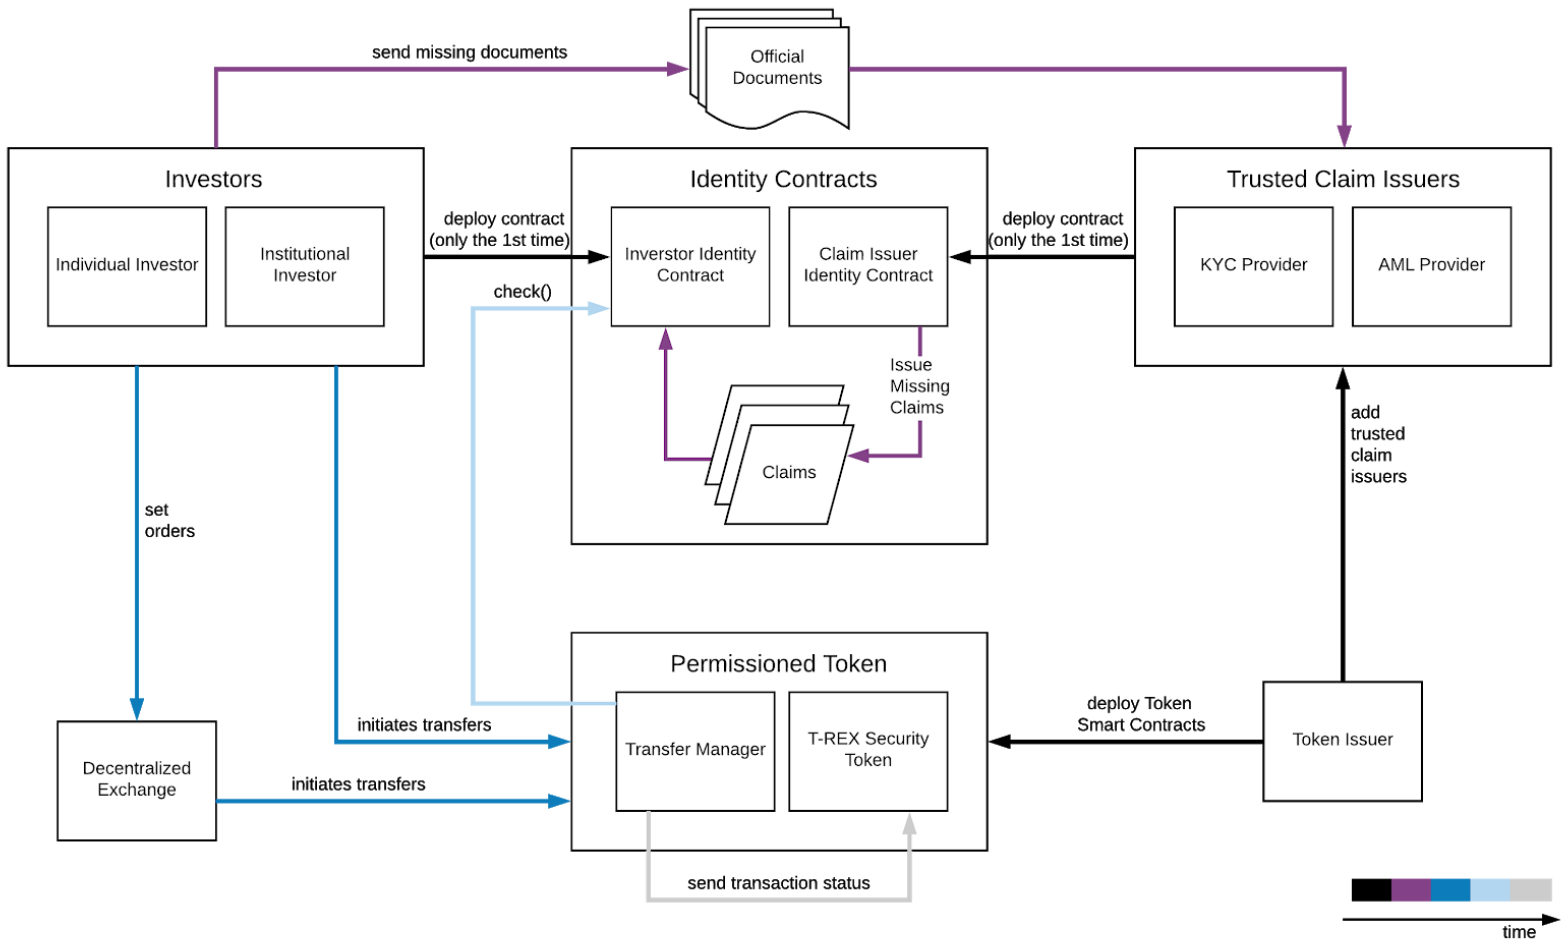 send missing documents
Official
Documents
Investors
Individual Investor
Institutional
Investor
deploy contract
(only the 1st time)
Identity Contracts
Inverstor Identity
Contract
Claim Issuer
Identity Contract
deploy contract
(only the 1st time)
Trusted Claim Issuers
KYC Provider
AML Provider
check()
Issue
Missing
Claims
Claims
add
trusted
claim
issuers
set
orders
Permissioned Token
Transfer Manager
T-REX Security
Token
initiates transfers
initiates transfers
deploy Token
Smart Contracts
Token Issuer
Decentralized
Exchange
send transaction status
time